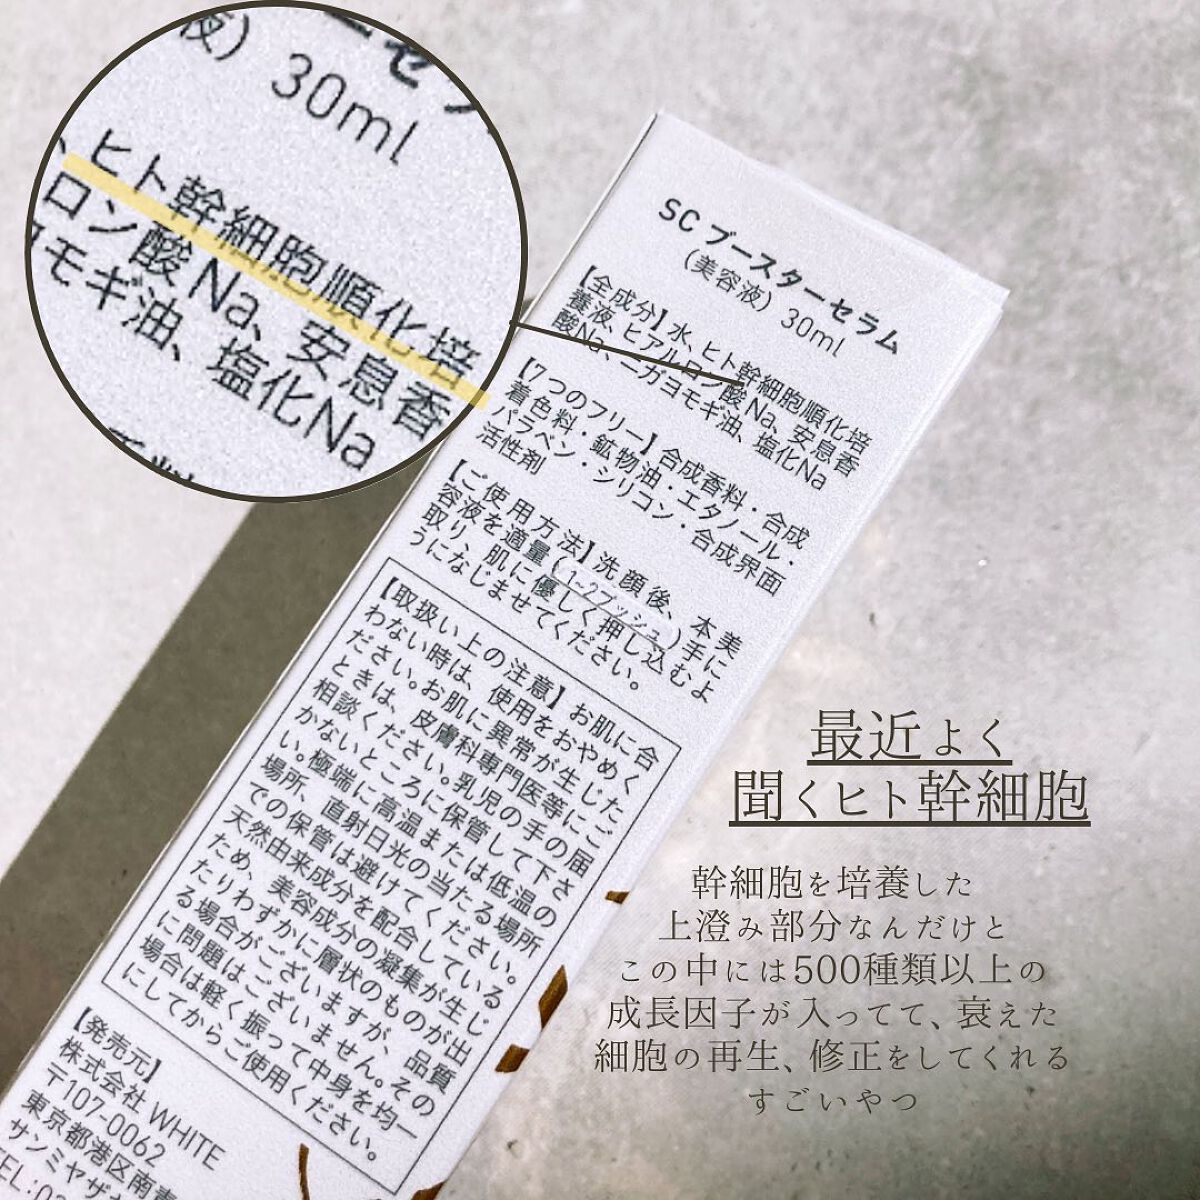 ーセラ
液）30ml
、ヒト幹細胞順化培
ロン酸Na、安息香
ヨモギ油、塩化Na
SCブースターセラム
（美容液）30ml
【全成分】水、ヒト幹細胞順化培
養液、ヒアルロン酸Na、安息香
酸Na、ニガヨモギ油、塩化Na
【7つのフリー】合成香料・合成
着色料・鉱物油・エタノール・
パラベン・シリコン・合成界面
活性剤
【ご使用方法】洗顔後、本美
容液を適量（1~2プッシュ）手に
取り、肌に優しく押し込むよ
うになじませてください。
【取扱い上の注意】お肌に合
わない時は、使用をおやめく
ださい。お肌に異常が生じた
ときは、皮膚科専門医等にご
相談ください。乳児の手の届
かないところに保管して下さ
い。極端に高温または低温の
場所、直射日光の当たる場所
での保管は避けてください。
天然由来成分を配合している
ため、美容成分の凝集が生じ
たりわずかに層状のものが出
る場合がございますが、品質
に問題はございません。その
場合は軽く振って中身を均一
にしてからご使用ください。
【発売元】
株式会社 WHITE
〒107-0062
東京都港区南青
サンミヤザ
TEL:0
最近よく
聞くヒト幹細胞
幹細胞を培養した
上澄み部分なんだけと
この中には500種類以上の
成長因子が入ってて、衰えた
細胞の再生、修正をしてくれる
すごいやつ